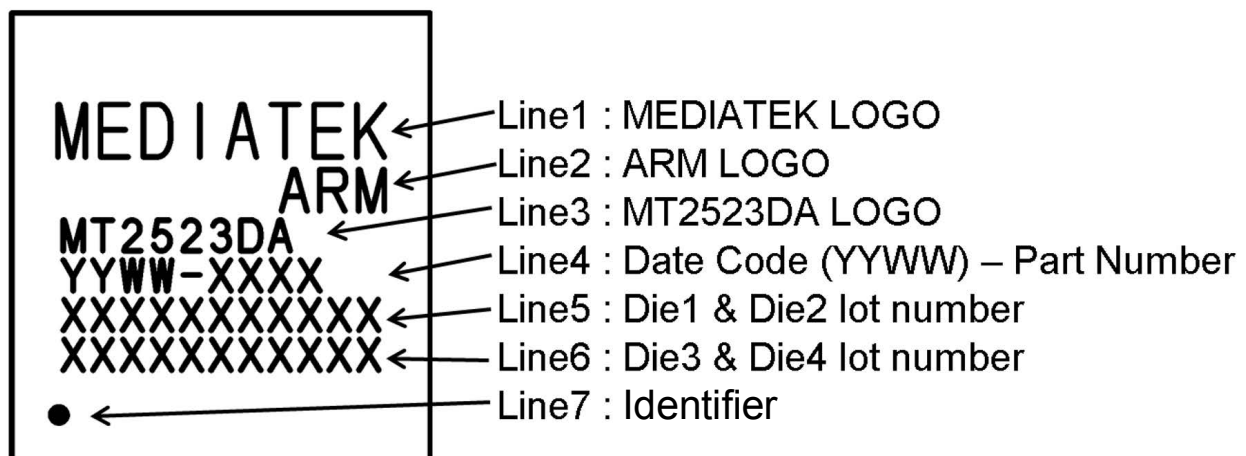 MEDIATEK
ARM
MT2523DA
YYWW-XXXX
XXXXXXXXXXX
XXXXXXXXXXX
Line1 : MEDIATEK LOGO
Line2 : ARM LOGO
Line3 : MT2523DA LOGO
Line4 : Date Code (YYWW) – Part Number
Line5 : Die1 & Die2 lot number
Line6 : Die3 & Die4 lot number
Line7 : Identifier